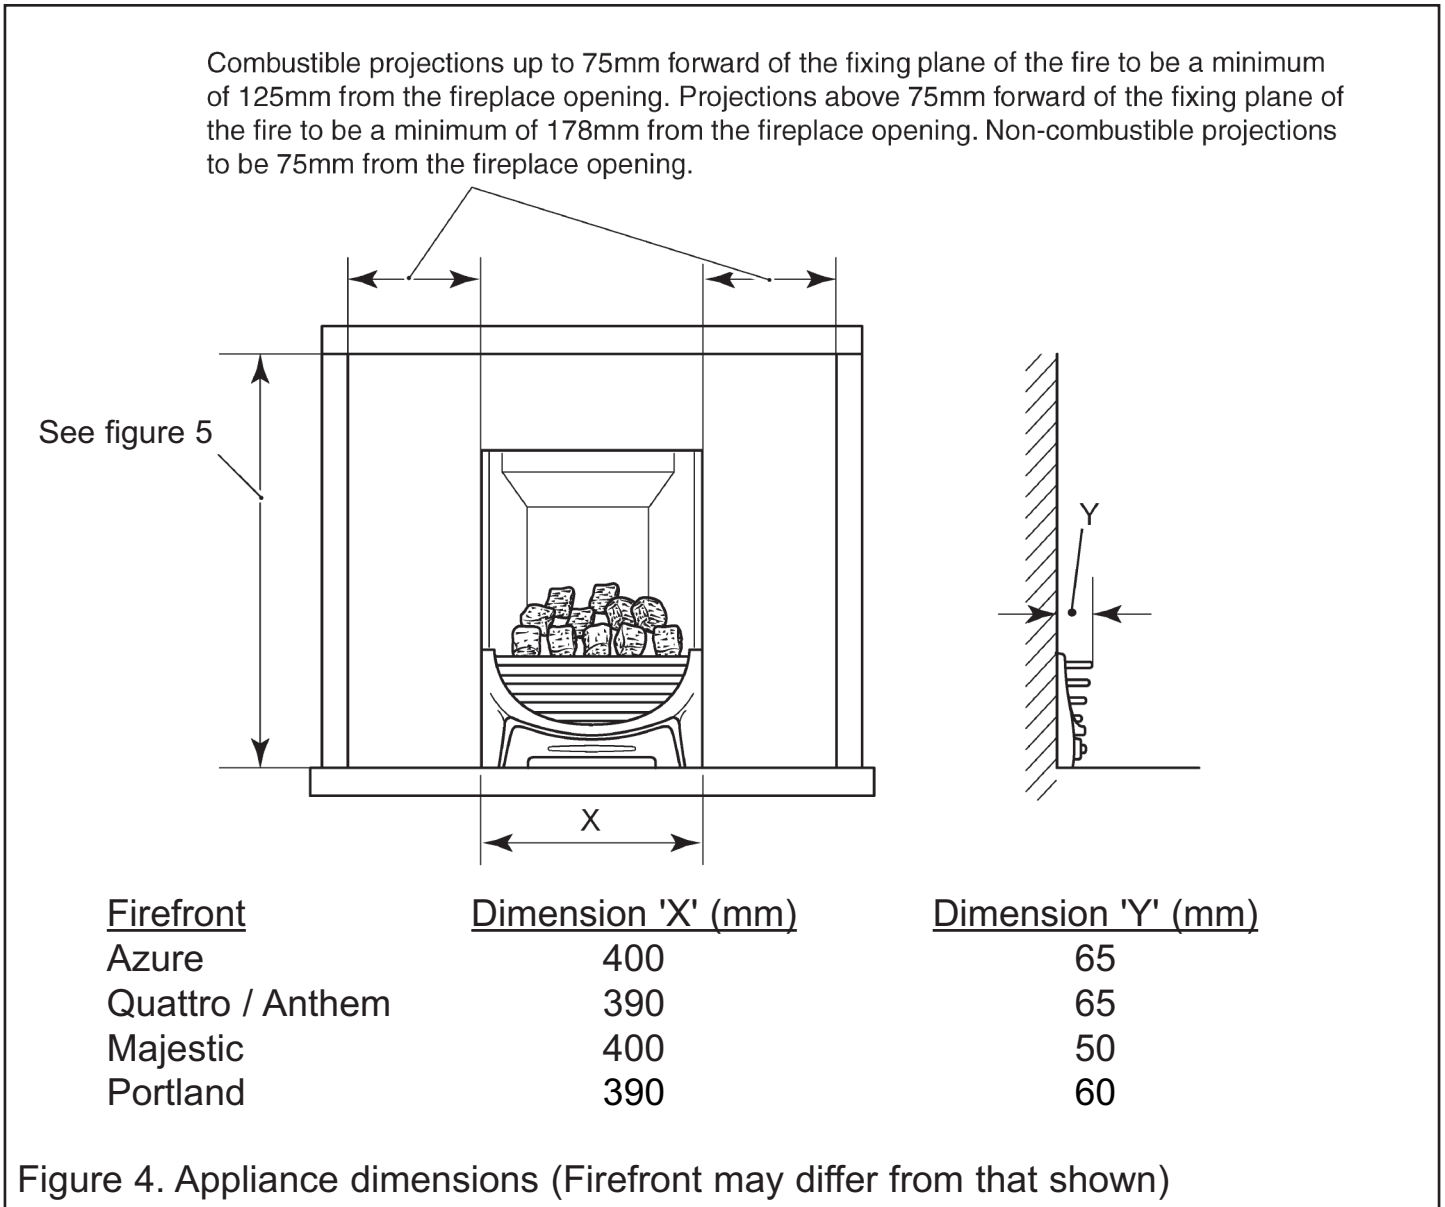 Combustible projections up to 75mm forward of the fixing plane of the fire to be a minimum
of 125mm from the fireplace opening. Projections above 75mm forward of the fixing plane of
the fire to be a minimum of 178mm from the fireplace opening. Non-combustible projections
to be 75mm from the fireplace opening.
See figure 5
Y
X
Firefront Dimension 'X' (mm) Dimension 'Y' (mm)
Azure 400 65
Quattro / Anthem 390 65
Majestic 400 50
Portland 390 60
Figure 4. Appliance dimensions (Firefront may differ from that shown)